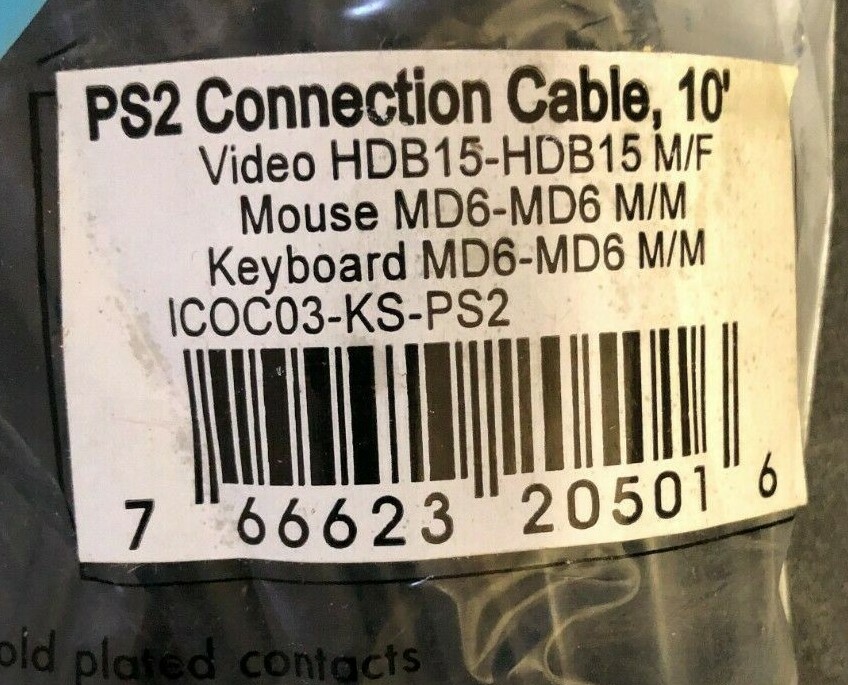 PS2 Connection Cable, 10'
Video HDB15-HDB15 M/F
Mouse MD6-MD6 M/M
Keyboard MD6-MD6 M/M
ICOC03-KS-PS2
7 66623 20501 6
old plated contacts